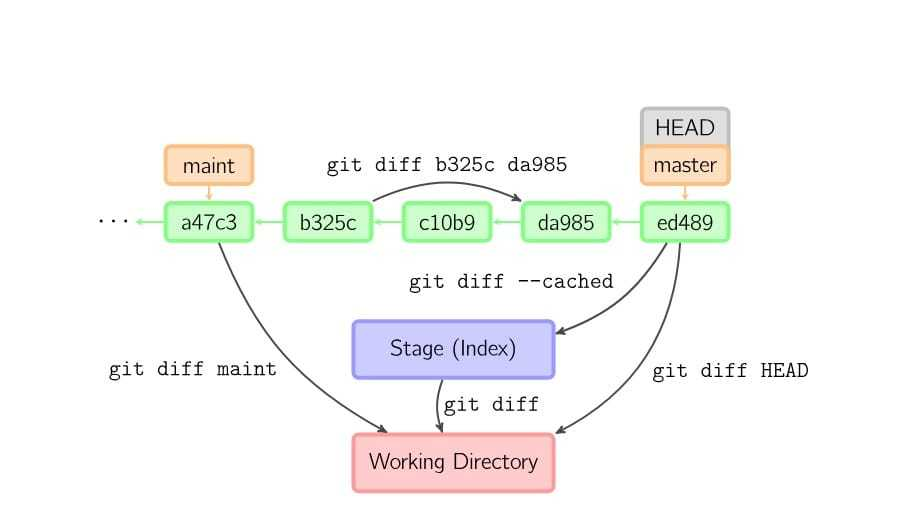 HEAD
maint
git diff b325c da985
master
...
a47c3
b325c
c10b9
da985
ed489
git diff --cached
Stage (Index)
git diff maint
git diff HEAD
git diff
Working Directory